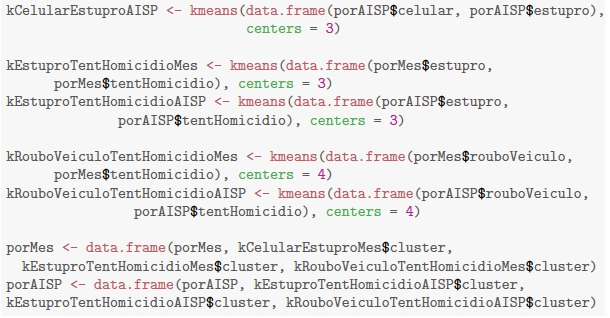 kCelularEstuproAISP <- kmeans(data.frame(porAISP$celular, porAISP$estupro),
centers = 3)
kEstuproTentHomicidioMes <- kmeans(data.frame(porMes$estupro,
porMes$tentHomicidio), centers = 3)
kEstuproTentHomicidioAISP <- kmeans(data.frame(porAISP$estupro,
porAISP$tentHomicidio), centers = 3)
kRouboVeiculoTentHomicidioMes <- kmeans(data.frame(porMes$rouboVeiculo,
porMes$tentHomicidio), centers = 4)
kRouboVeiculoTentHomicidioAISP <- kmeans(data.frame(porAISP$rouboVeiculo,
porAISP$tentHomicidio), centers = 4)
porMes <- data.frame(porMes, kCelularEstuproMes$cluster,
kEstuproTentHomicidioMes$cluster, kRouboVeiculoTentHomicidioMes$cluster)
porAISP <- data.frame(porAISP, kEstuproTentHomicidioAISP$cluster,
kEstuproTentHomicidioAISP$cluster, kRouboVeiculoTentHomicidioAISP$cluster)